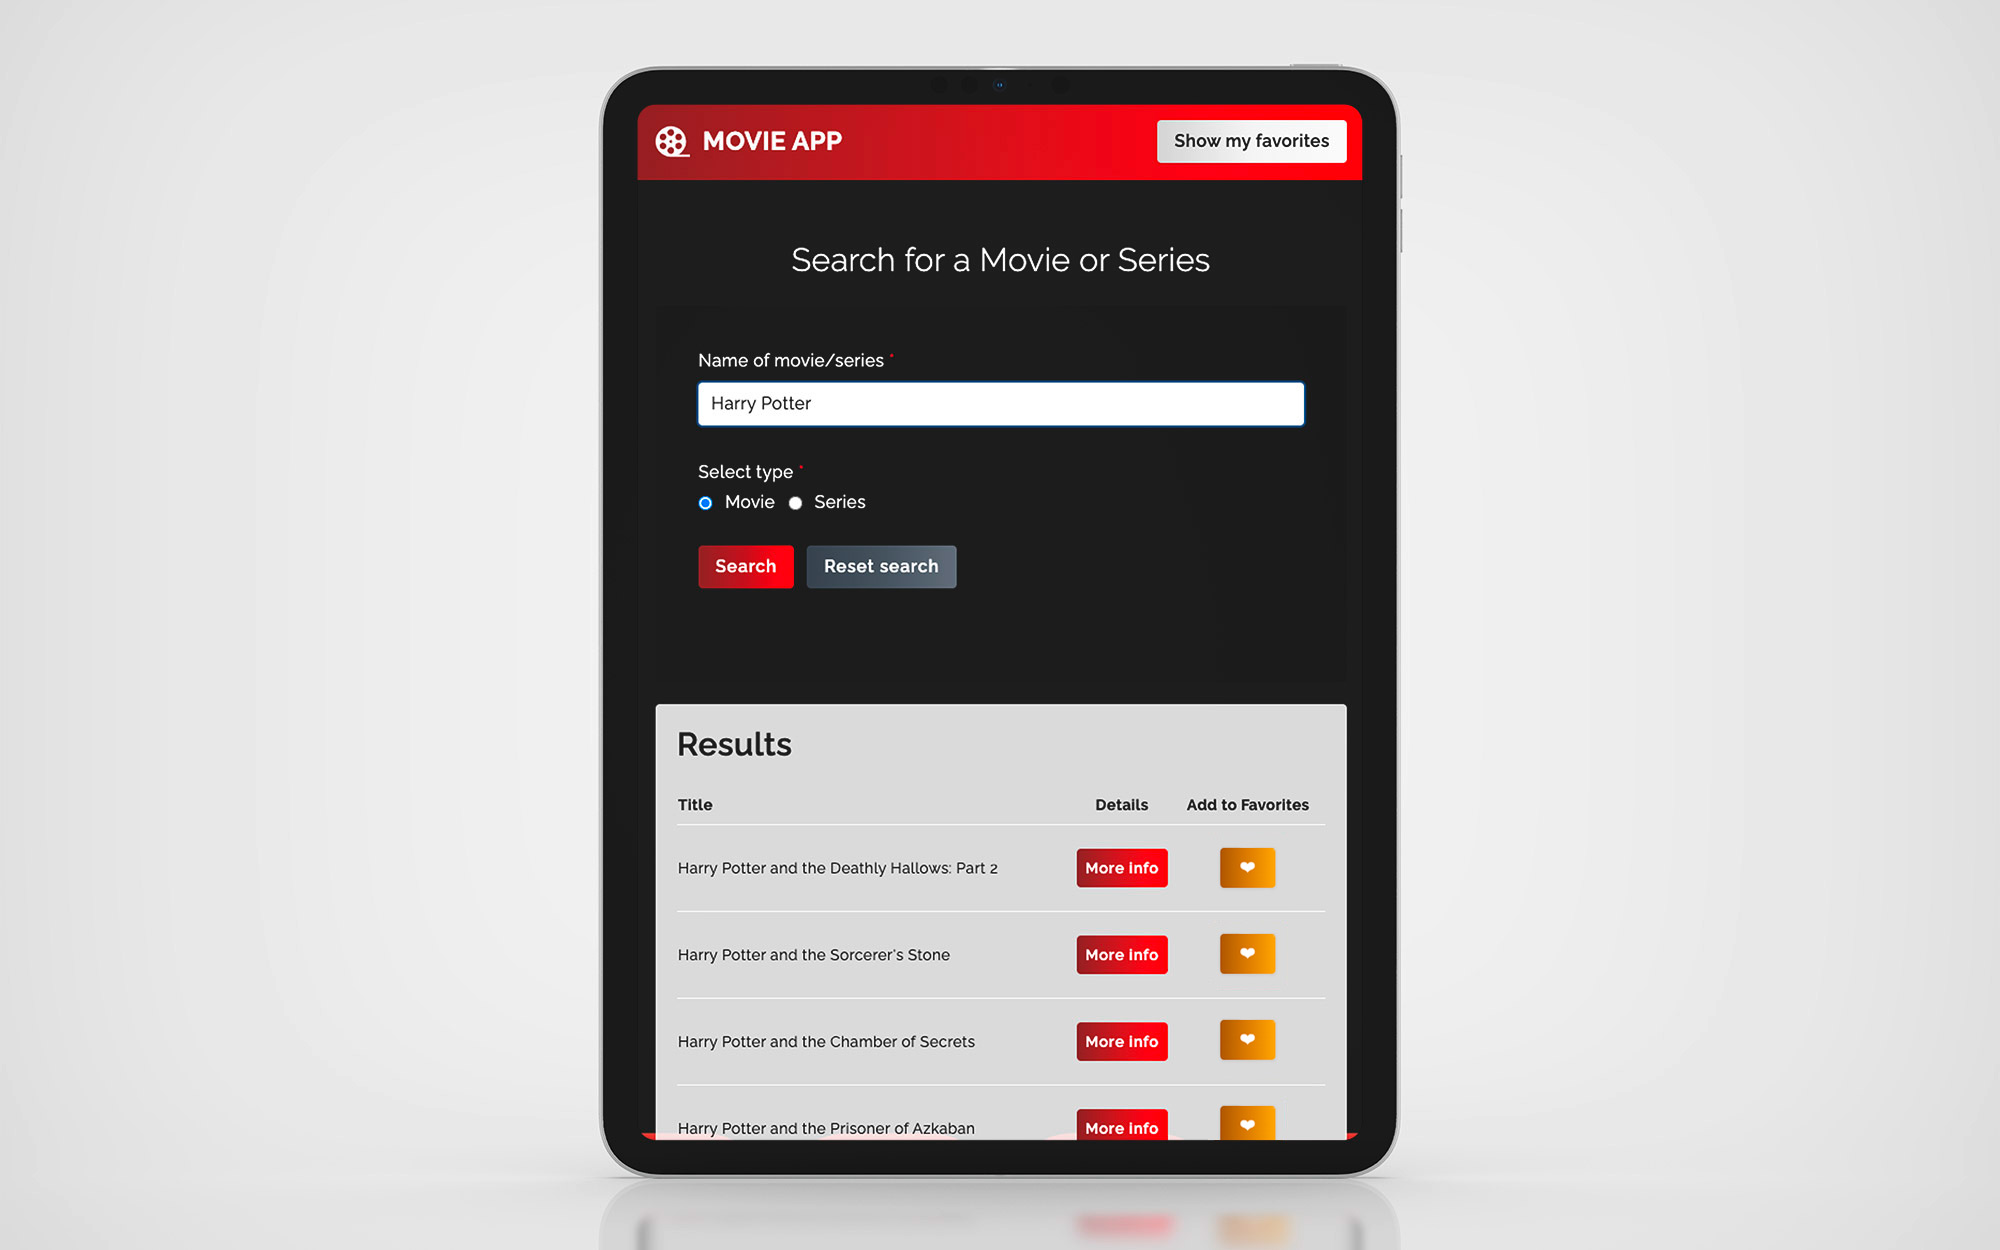 MOVIE APP
Show my favorites
Search for a Movie or Series
Name of movie/series *
Harry Potter
Select type *
Movie Series
Search Reset search
Results
Title Details Add to Favorites
Harry Potter and the Deathly Hallows: Part 2 More info
Harry Potter and the Sorcerer's Stone More info
Harry Potter and the Chamber of Secrets More info
Harry Potter and the Prisoner of Azkaban More info